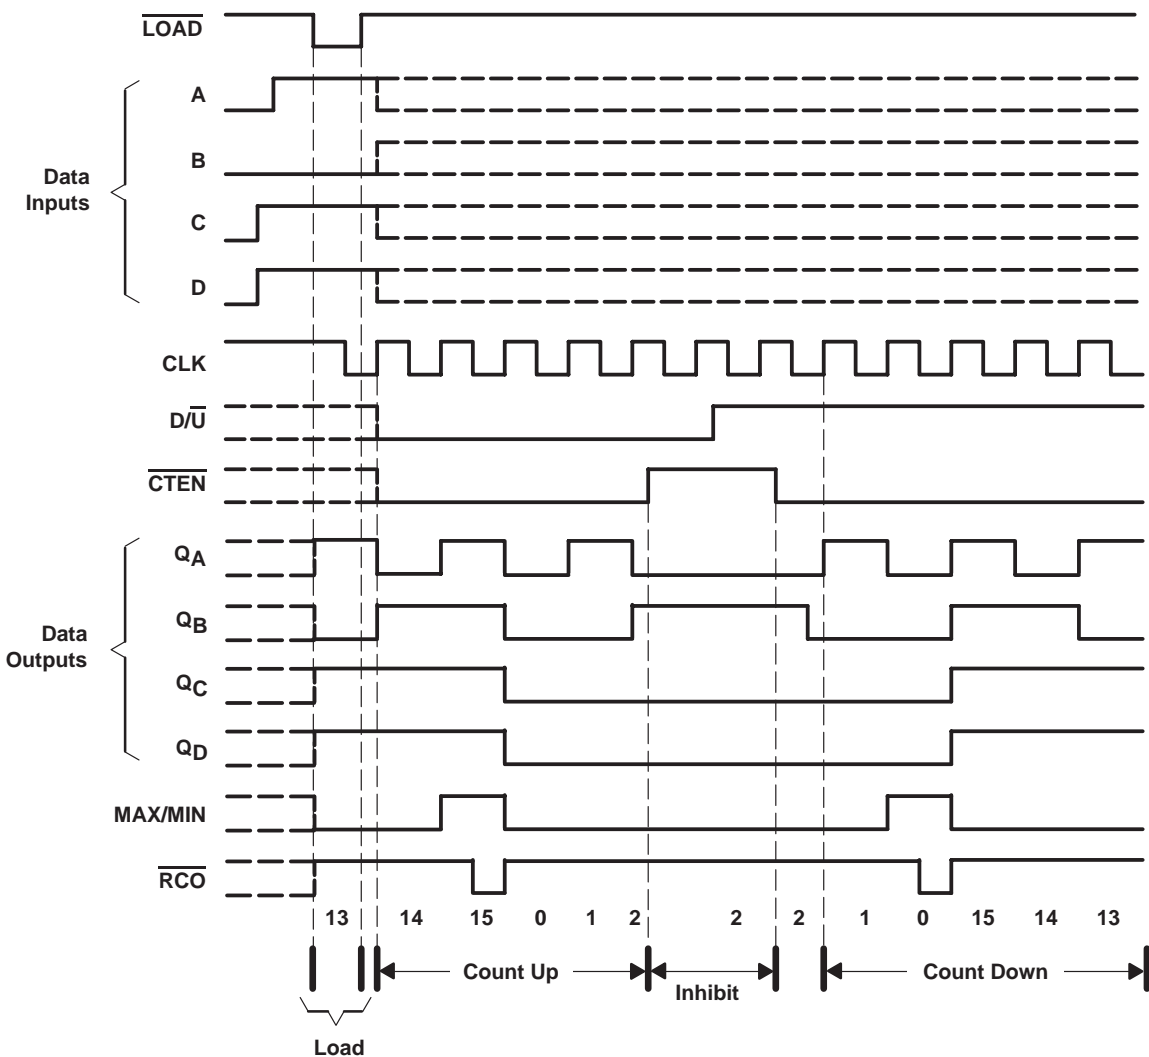 LOAD
A
B
C
D
Data
Inputs
CLK
D/U
CTEN
QA
QB
QC
QD
Data
Outputs
MAX/MIN
RCO
13 14 15 0 1 2 2 2 1 0 15 14 13
Count Up
Inhibit
Count Down
Load